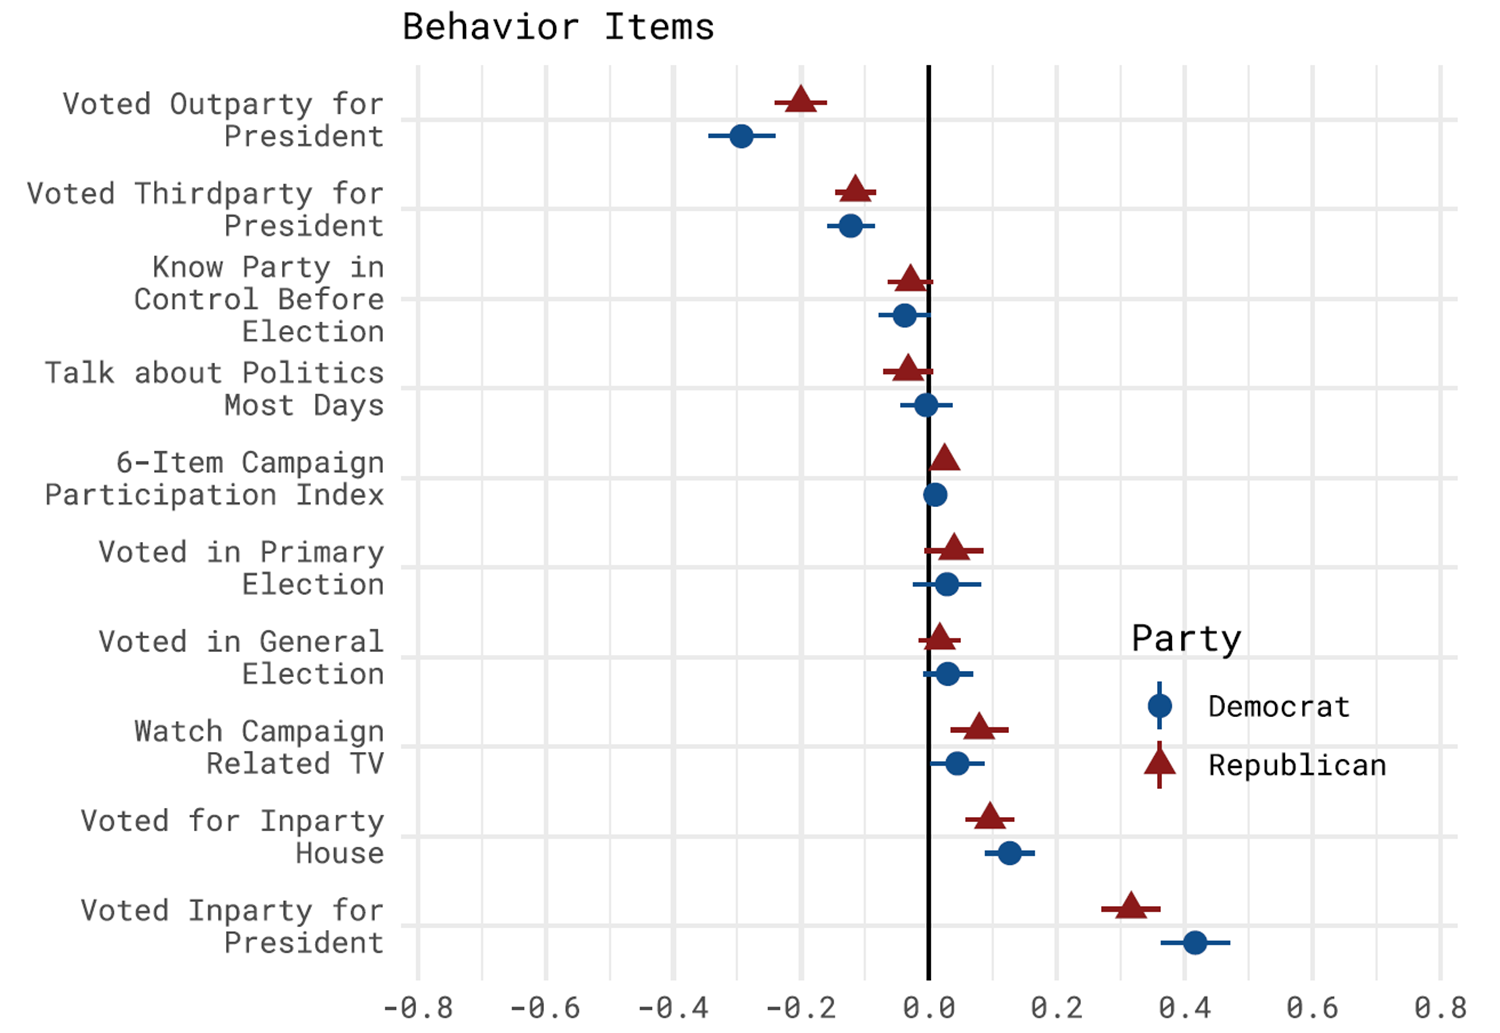 Behavior Items
Voted Outparty for
President
Voted Thirdparty for
President
Know Party in
Control Before
Election
Talk about Politics
Most Days
6-Item Campaign
Participation Index
Voted in Primary
Election
Voted in General
Election
Watch Campaign
Related TV
Voted for Inparty
House
Voted Inparty for
President
Party
Democrat
Republican
-0.8 -0.6 -0.4 -0.2 0.0 0.2 0.4 0.6 0.8